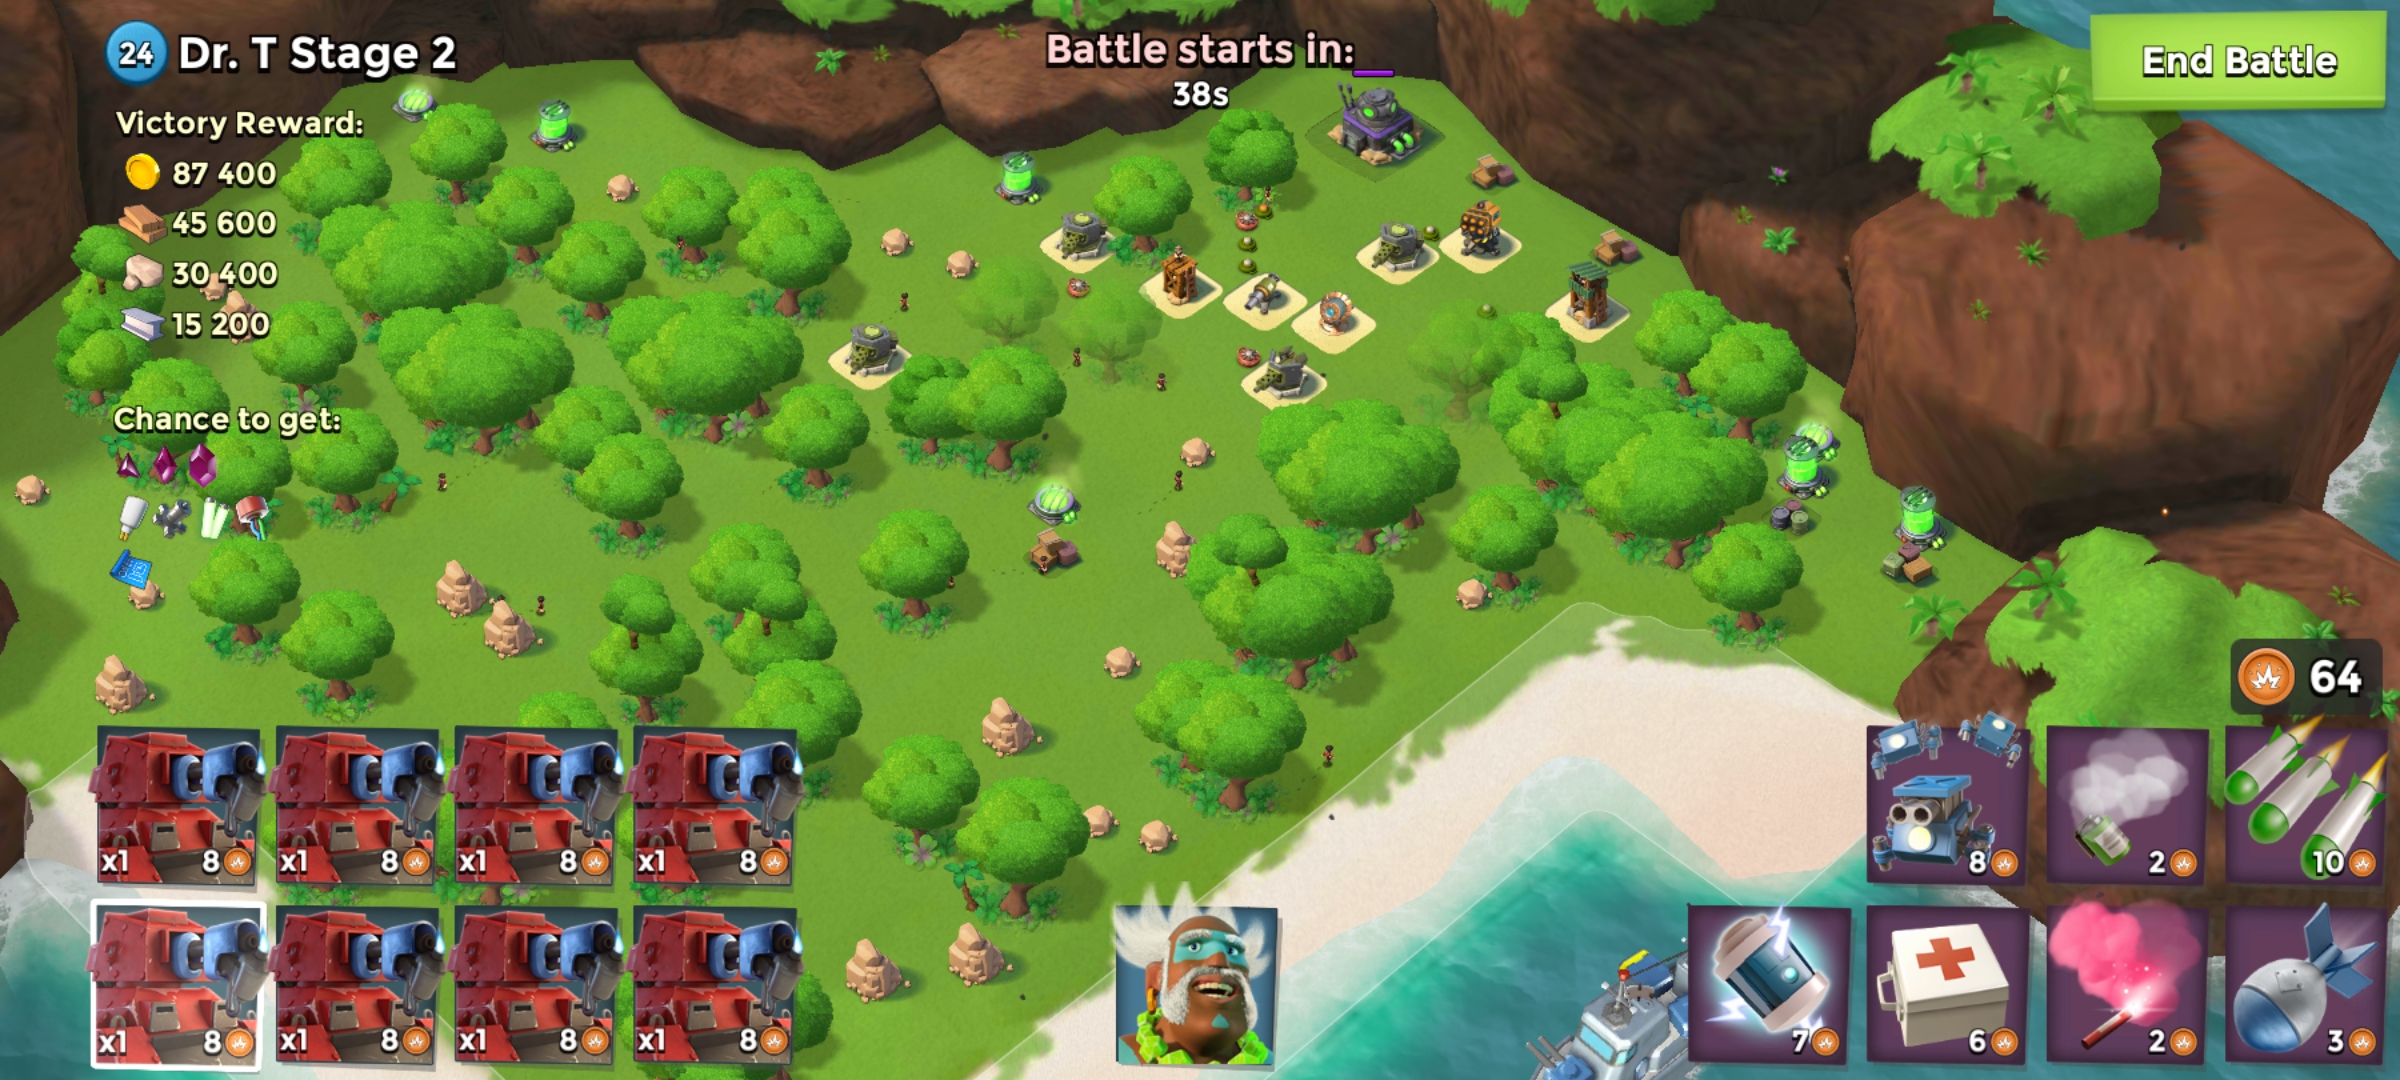 24 Dr. T Stage 2
Battle starts in:
38s
End Battle
Victory Reward:
87 400
45 600
30 400
15 200
Chance to get:
64
x1 8
x1 8
x1 8
x1 8
8
2
10
x1 8
x1 8
x1 8
x1 8
7
6
2
3